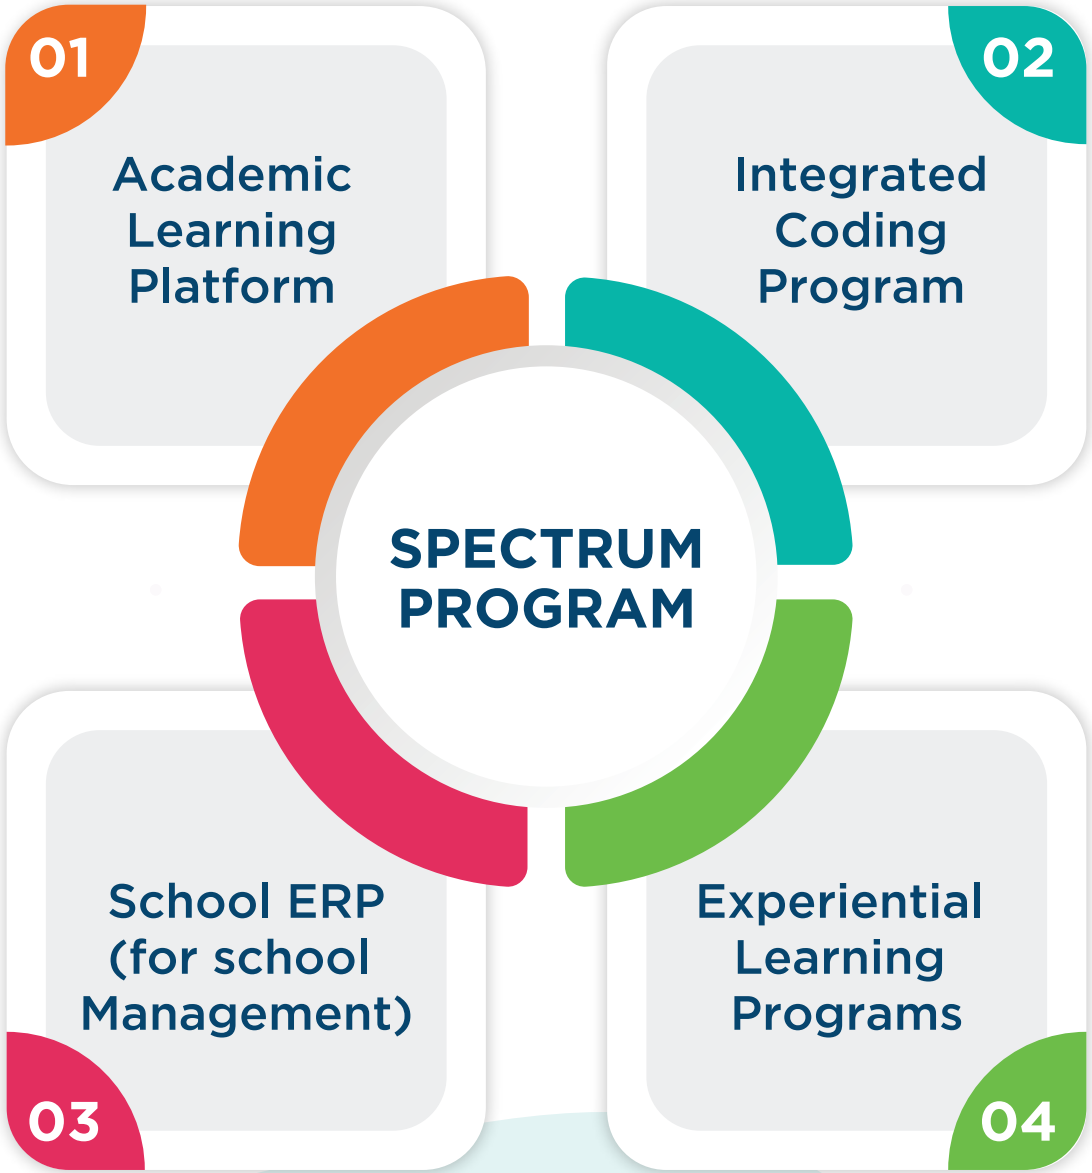 01
Academic
Learning
Platform
02
Integrated
Coding
Program
SPECTRUM
PROGRAM
School ERP
(for school
Management)
03
Experiential
Learning
Programs
04